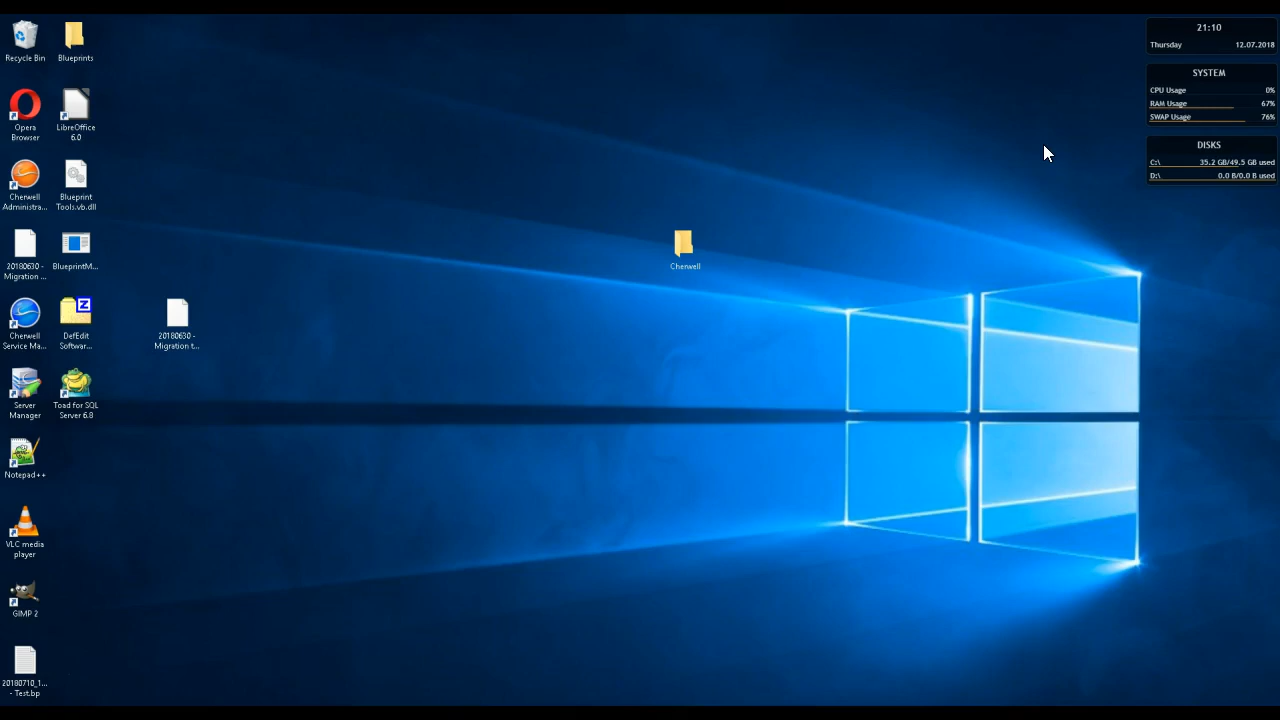 Recycle Bin
Blueprints
Opera
Browser
LibreOffice
6.0
Cherwell
Administra...
Blueprint
Tools.vb.dll
20180630 -
Migration ...
BlueprintM...
Cherwell
Service Ma...
DefEdit
Softwar...
20180630 -
Migration t...
Server
Manager
Toad for SQL
Server 6.8
Notepad++
VLC media
player
GIMP 2
20180710_1...
- Test.bp
Cherwell
21:10
Thursday 12.07.2018
SYSTEM
CPU Usage 0%
RAM Usage 67%
SWAP Usage 76%
DISKS
C:\ 35.2 GB/49.5 GB used
D:\ 0.0 B/0.0 B used